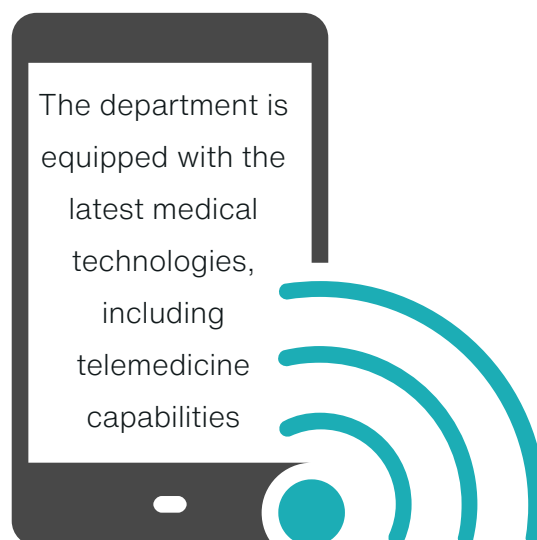 The department is
equipped with the
latest medical
technologies,
including
telemedicine
capabilities